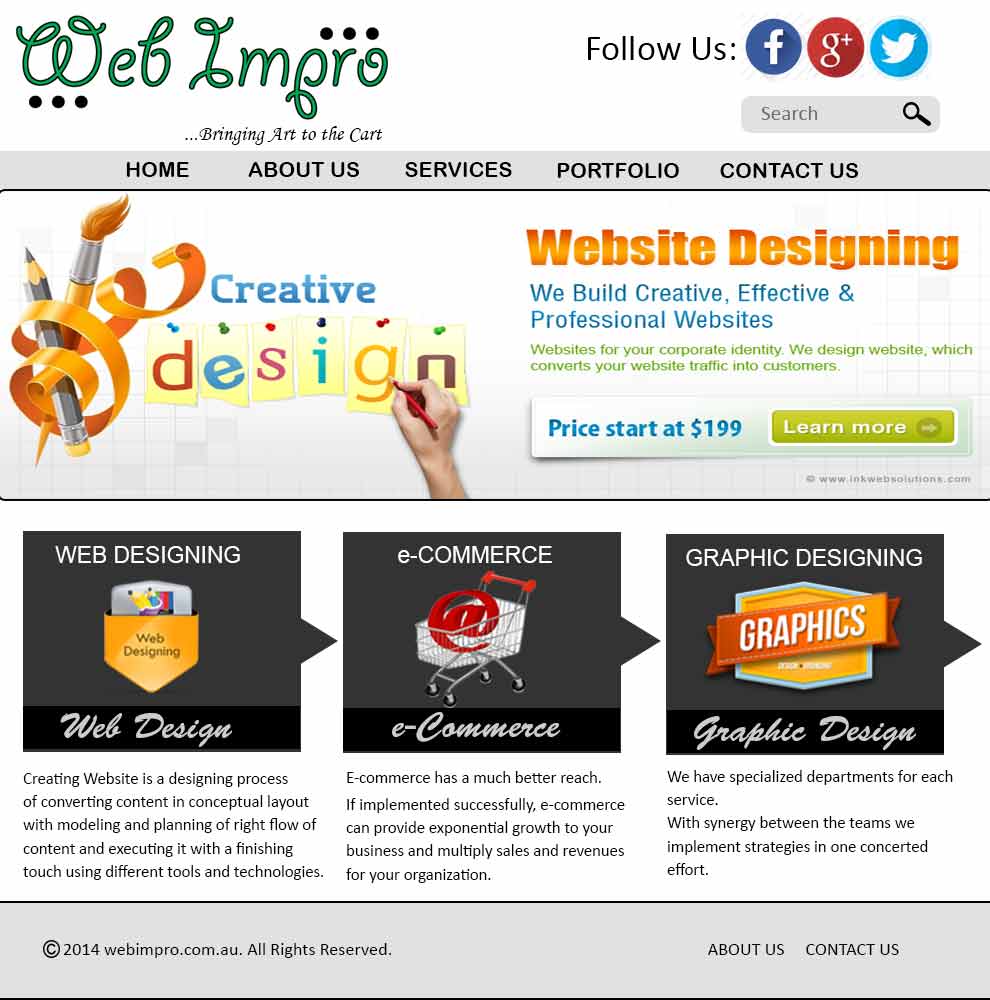 Web Impro
...Bringing Art to the Cart
Follow Us:
f
g+
Search
HOME ABOUT US SERVICES PORTFOLIO CONTACT US
Creative
design
Website Designing
We Build Creative, Effective &
Professional Websites
Websites for your corporate identity. We design website, which
converts your website traffic into customers.
Price start at $199
Learn more
© www.inkwebsolutions.com
WEB DESIGNING
Web
Designing
Web Design
Creating Website is a designing process
of converting content in conceptual layout
with modeling and planning of right flow of
content and executing it with a finishing
touch using different tools and technologies.
e-COMMERCE
@
e-Commerce
E-commerce has a much better reach.
If implemented successfully, e-commerce
can provide exponential growth to your
business and multiply sales and revenues
for your organization.
GRAPHIC DESIGNING
GRAPHICS
DESIGN BRANDING
Graphic Design
We have specialized departments for each
service.
With synergy between the teams we
implement strategies in one concerted
effort.
© 2014 webimpro.com.au. All Rights Reserved.
ABOUT US CONTACT US